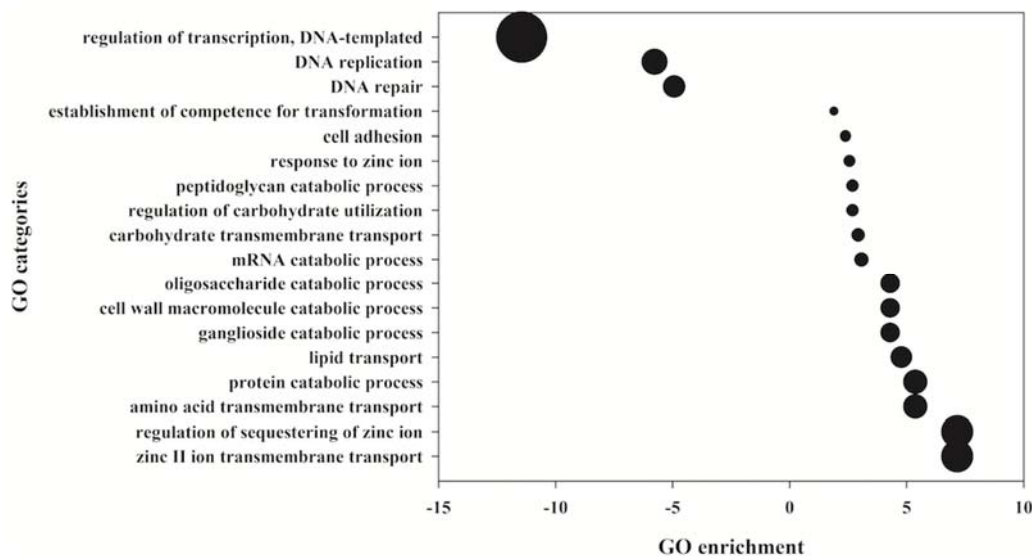 regulation of transcription, DNA-templated
DNA replication
DNA repair
establishment of competence for transformation
cell adhesion
response to zinc ion
peptidoglycan catabolic process
regulation of carbohydrate utilization
carbohydrate transmembrane transport
mRNA catabolic process
oligosaccharide catabolic process
cell wall macromolecule catabolic process
ganglioside catabolic process
lipid transport
protein catabolic process
amino acid transmembrane transport
regulation of sequestering of zinc ion
zinc II ion transmembrane transport
GO categories
-15 -10 -5 0 5 10
GO enrichment